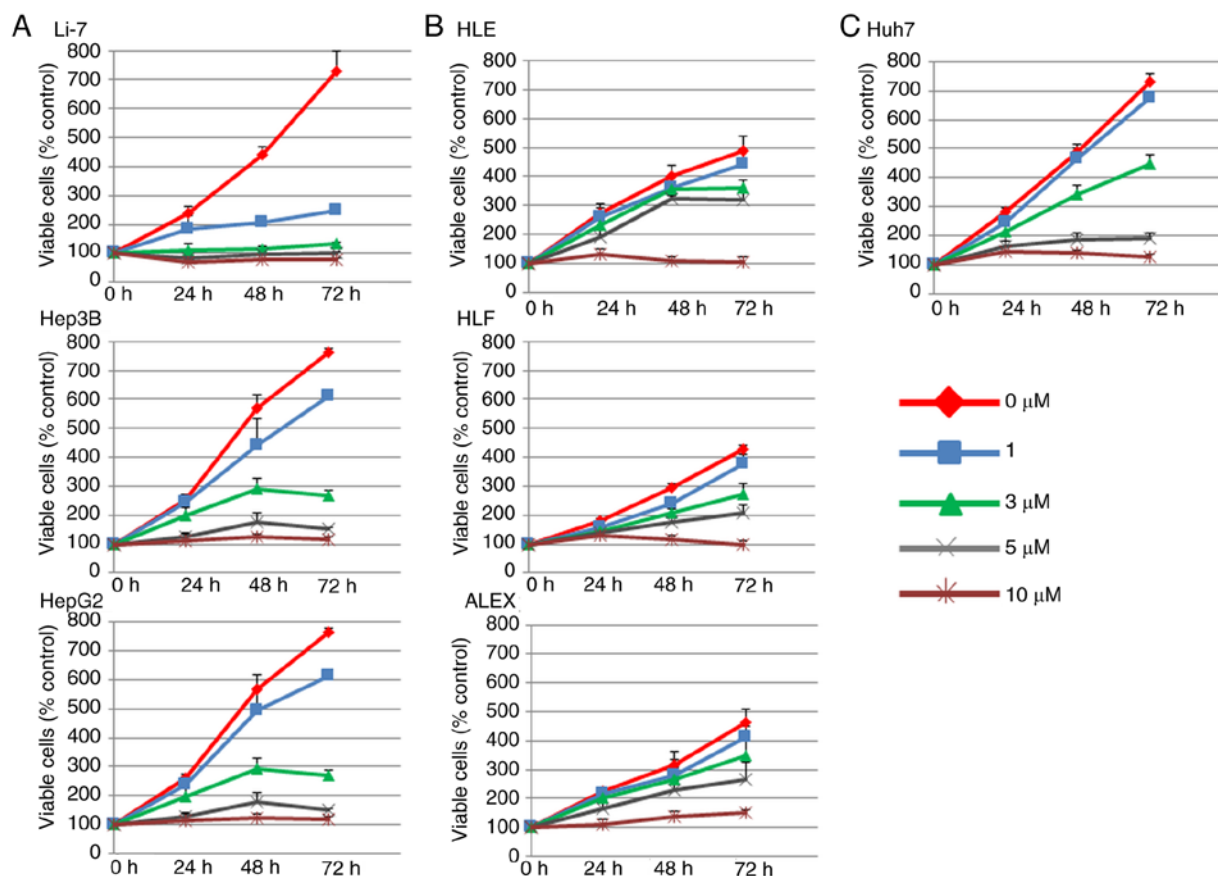 A
Li-7
Viable cells (% control)
800
700
600
500
400
300
200
100
0
0 h 24 h 48 h 72 h
Hep3B
Viable cells (% control)
800
700
600
500
400
300
200
100
0
0 h 24 h 48 h 72 h
HepG2
Viable cells (% control)
800
700
600
500
400
300
200
100
0
0 h 24 h 48 h 72 h
B
HLE
Viable cells (% control)
800
700
600
500
400
300
200
100
0
0 h 24 h 48 h 72 h
HLF
Viable cells (% control)
800
700
600
500
400
300
200
100
0
0 h 24 h 48 h 72 h
ALEX
Viable cells (% control)
800
700
600
500
400
300
200
100
0
0 h 24 h 48 h 72 h
C
Huh7
Viable cells (% control)
800
700
600
500
400
300
200
100
0
0 h 24 h 48 h 72 h
0 μM
1
3 μM
5 μM
10 μM